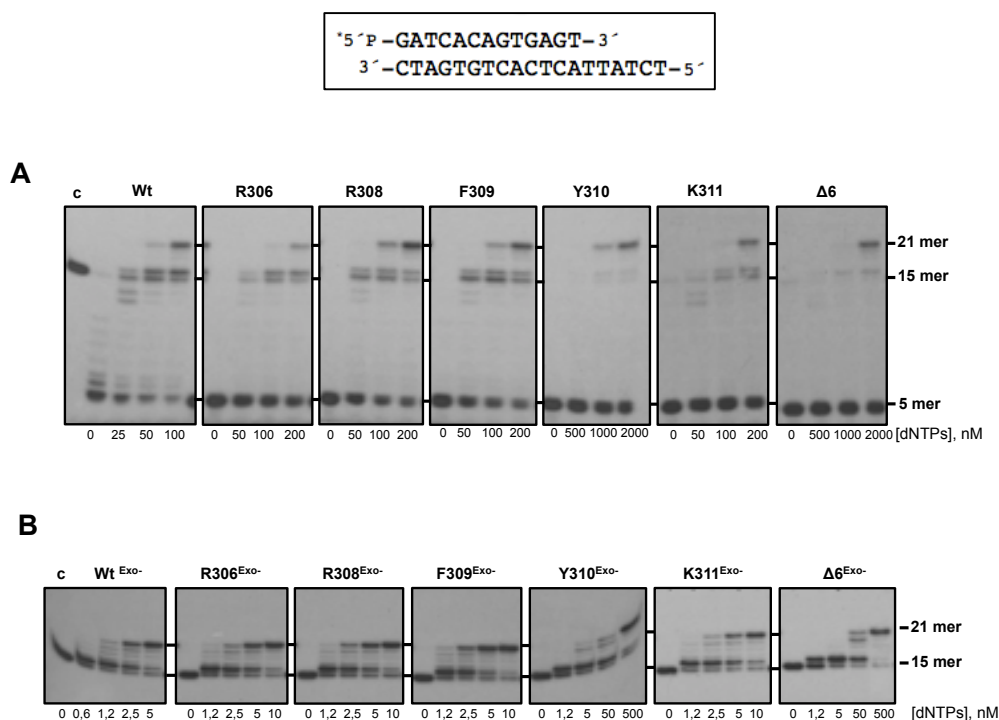 *5´P-GATCACAGTGAGT-3´
3´-CTAGTGTCACTCATTATCT-5´
A
c Wt R306 R308 F309 Y310 K311 Δ6
21 mer
15 mer
5 mer
0 25 50 100 0 50 100 200 0 50 100 200 0 50 100 200 0 500 1000 2000 0 50 100 200 0 500 1000 2000 [dNTPs], nM
B
c Wt Exo- R306Exo- R308Exo- F309Exo- Y310Exo- K311Exo- Δ6Exo-
21 mer
15 mer
0 0,6 1,2 2,5 5 0 1,2 2,5 5 10 0 1,2 2,5 5 10 0 1,2 2,5 5 10 0 1,2 5 50 500 0 1,2 2,5 5 10 0 1,2 5 50 500 [dNTPs], nM